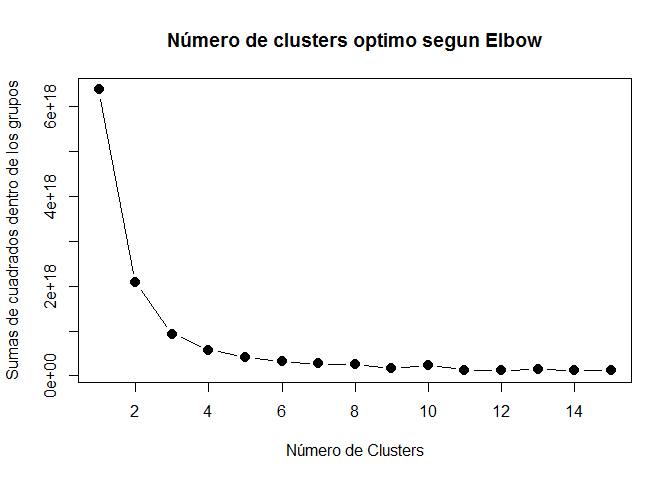 Número de clusters optimo segun Elbow
Sumas de cuadrados dentro de los grupos
6e+18
4e+18
2e+18
0e+00
2 4 6 8 10 12 14
Número de Clusters